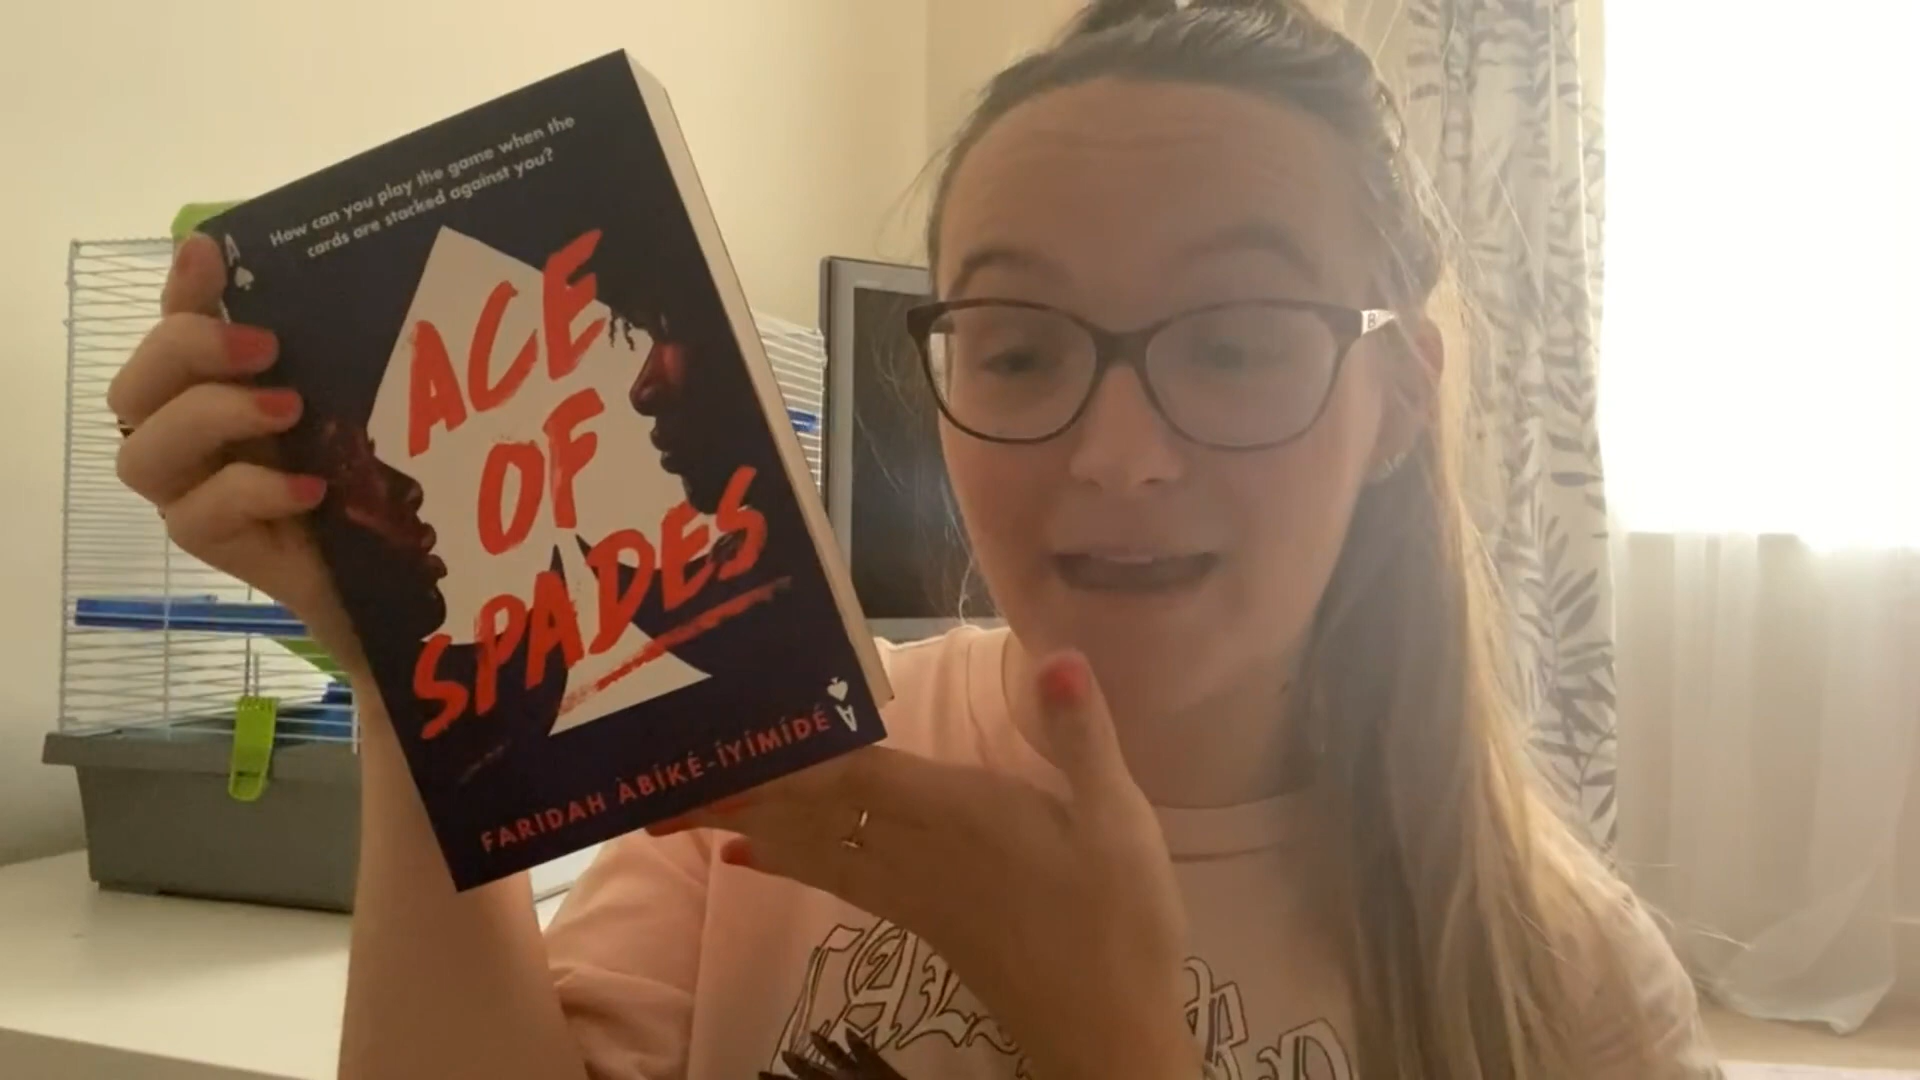 How can you play the game when the
cards are stacked against you?
A
ACE
OF
SPADES
FARIDAH ÀBÍKÉ-ÍYÍMÍDÉ
A
B